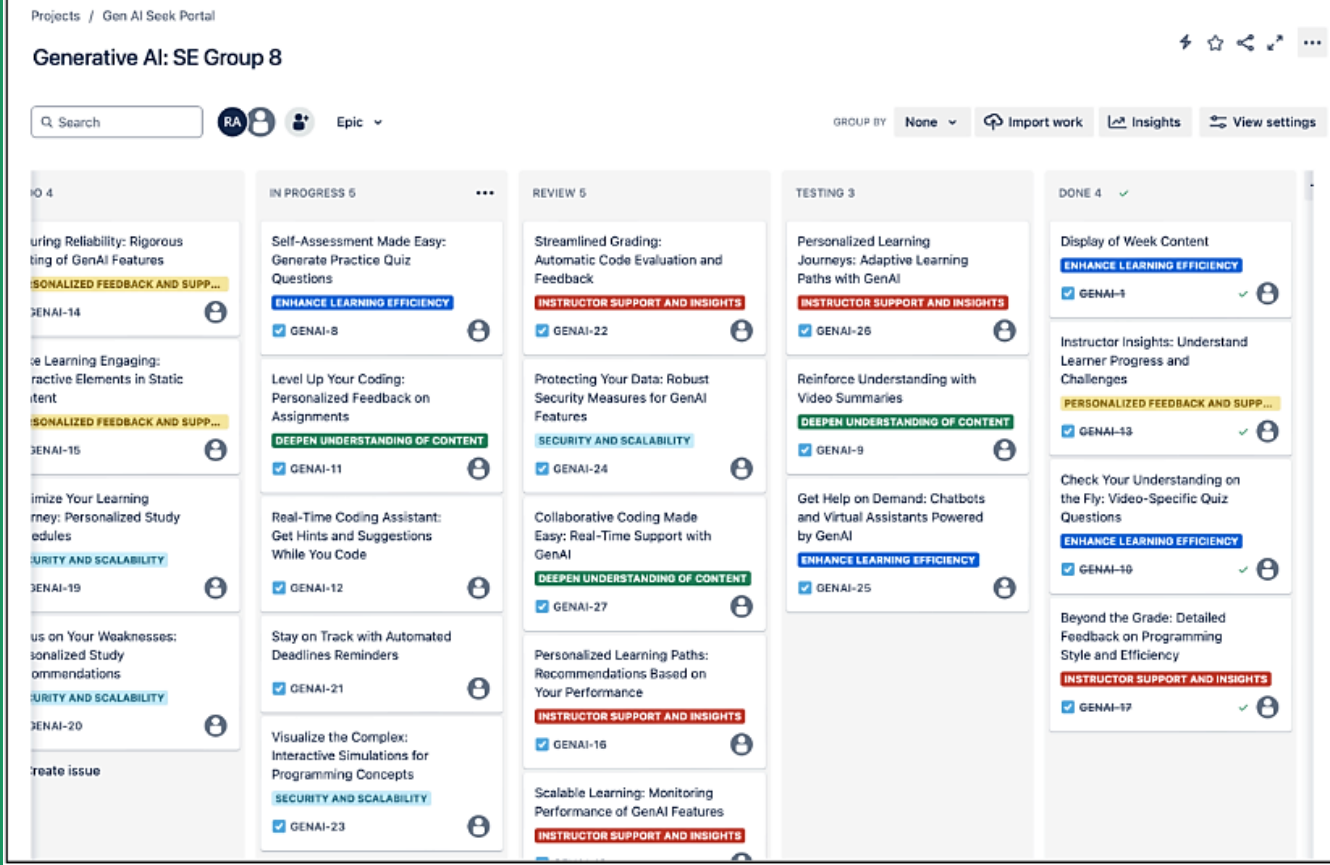 Projects / Gen AI Seek Portal
Generative AI: SE Group 8
Search
RA
Epic
GROUP BY
None
Import work
Insights
View settings
O 4
uring Reliability: Rigorous
ting of GenAI Features
RSONALIZED FEEDBACK AND SUPP...
GENAI-14
ke Learning Engaging:
ractive Elements in Static
tent
RSONALIZED FEEDBACK AND SUPP...
GENAI-15
imize Your Learning
rney: Personalized Study
edules
URITY AND SCALABILITY
GENAI-19
us on Your Weaknesses:
sonalized Study
ommendations
URITY AND SCALABILITY
GENAI-20
reate issue
IN PROGRESS 5
Self-Assessment Made Easy:
Generate Practice Quiz
Questions
ENHANCE LEARNING EFFICIENCY
GENAI-8
Level Up Your Coding:
Personalized Feedback on
Assignments
DEEPEN UNDERSTANDING OF CONTENT
GENAI-11
Real-Time Coding Assistant:
Get Hints and Suggestions
While You Code
GENAI-12
Stay on Track with Automated
Deadlines Reminders
GENAI-21
Visualize the Complex:
Interactive Simulations for
Programming Concepts
SECURITY AND SCALABILITY
GENAI-23
REVIEW 5
Streamlined Grading:
Automatic Code Evaluation and
Feedback
INSTRUCTOR SUPPORT AND INSIGHTS
GENAI-22
Protecting Your Data: Robust
Security Measures for GenAI
Features
SECURITY AND SCALABILITY
GENAI-24
Collaborative Coding Made
Easy: Real-Time Support with
GenAI
DEEPEN UNDERSTANDING OF CONTENT
GENAI-27
Personalized Learning Paths:
Recommendations Based on
Your Performance
INSTRUCTOR SUPPORT AND INSIGHTS
GENAI-16
Scalable Learning: Monitoring
Performance of GenAI Features
INSTRUCTOR SUPPORT AND INSIGHTS
TESTING 3
Personalized Learning
Journeys: Adaptive Learning
Paths with GenAI
INSTRUCTOR SUPPORT AND INSIGHTS
GENAI-26
Reinforce Understanding with
Video Summaries
DEEPEN UNDERSTANDING OF CONTENT
GENAI-9
Get Help on Demand: Chatbots
and Virtual Assistants Powered
by GenAI
ENHANCE LEARNING EFFICIENCY
GENAI-25
DONE 4
Display of Week Content
ENHANCE LEARNING EFFICIENCY
GENAI-1
Instructor Insights: Understand
Learner Progress and
Challenges
PERSONALIZED FEEDBACK AND SUPP...
GENAI-13
Check Your Understanding on
the Fly: Video-Specific Quiz
Questions
ENHANCE LEARNING EFFICIENCY
GENAI-10
Beyond the Grade: Detailed
Feedback on Programming
Style and Efficiency
INSTRUCTOR SUPPORT AND INSIGHTS
GENAI-17